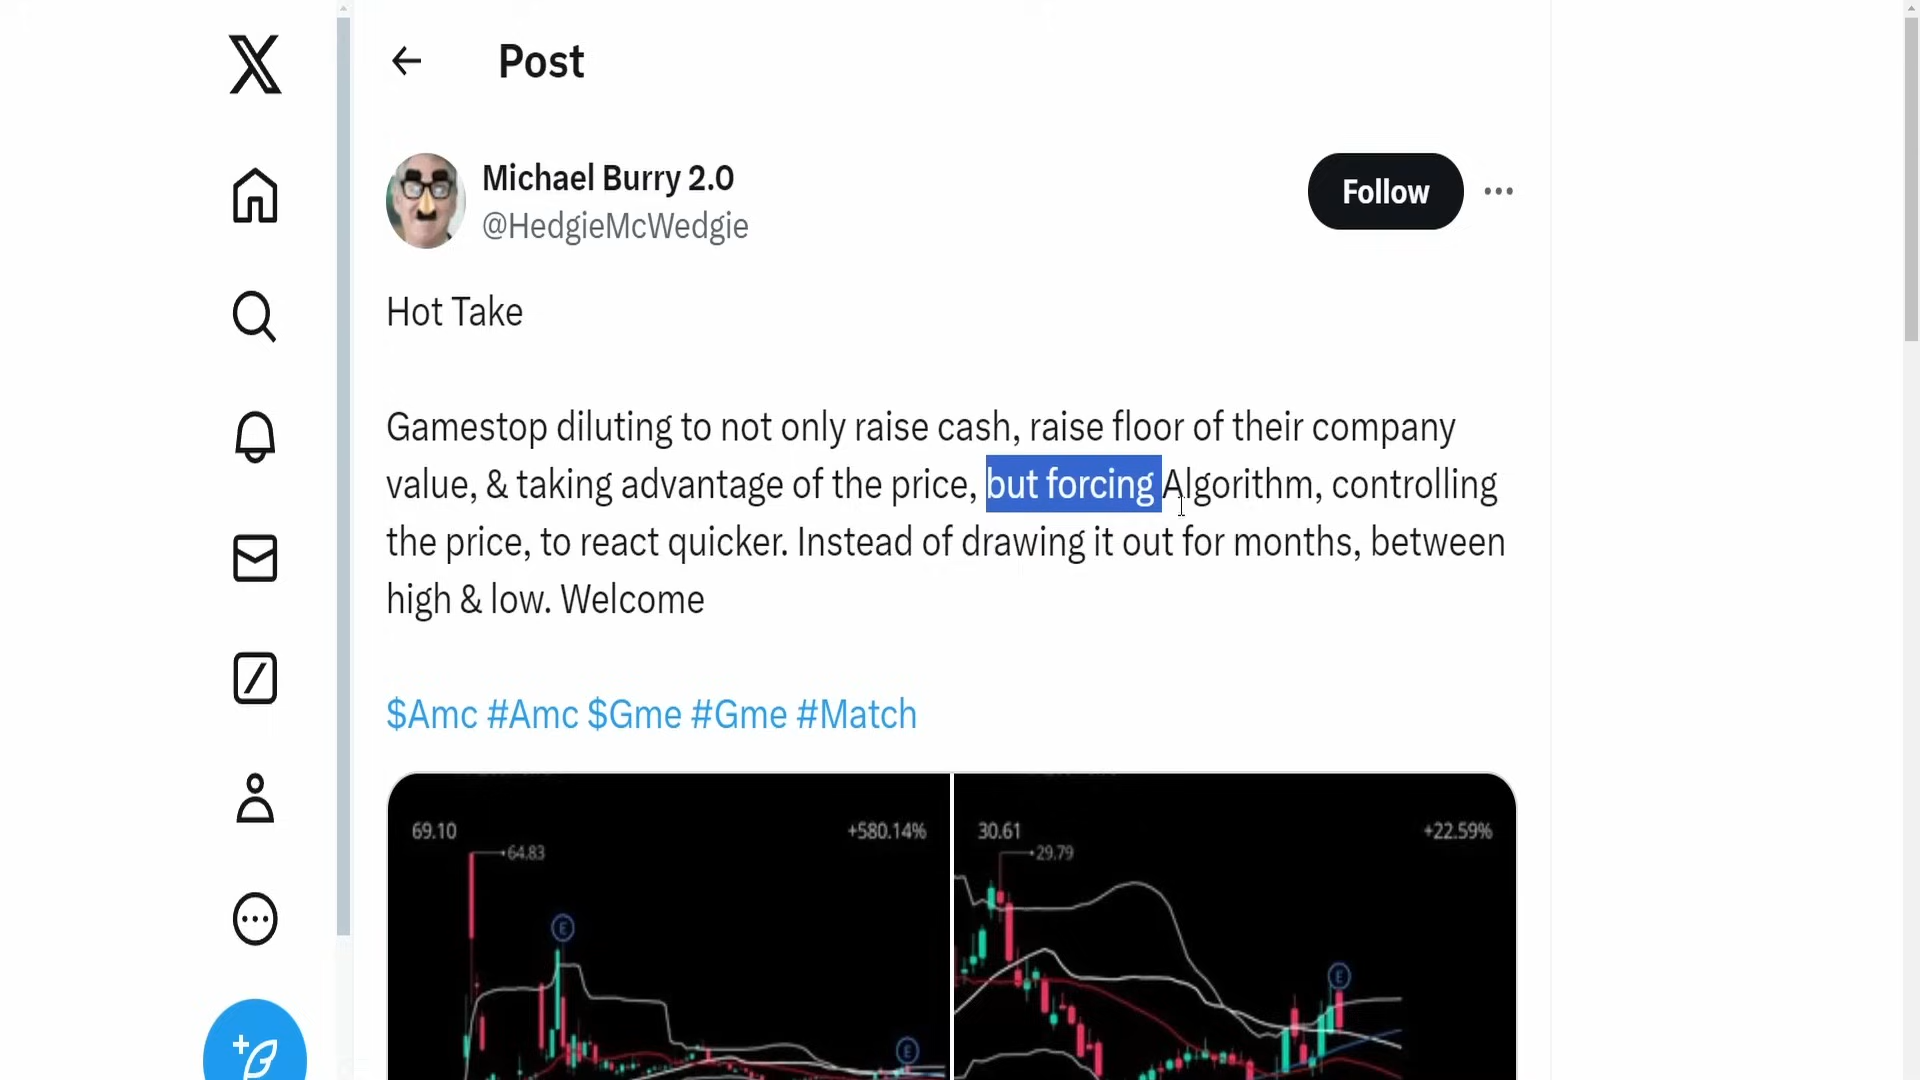 Post
Michael Burry 2.0
@HedgieMcWedgie
Follow
Hot Take
Gamestop diluting to not only raise cash, raise floor of their company
value, & taking advantage of the price, but forcing Algorithm, controlling
the price, to react quicker. Instead of drawing it out for months, between
high & low. Welcome
$Amc #Amc $Gme #Gme #Match
69.10
+580.14%
64.83
E
E
30.61
+22.59%
29.79
E